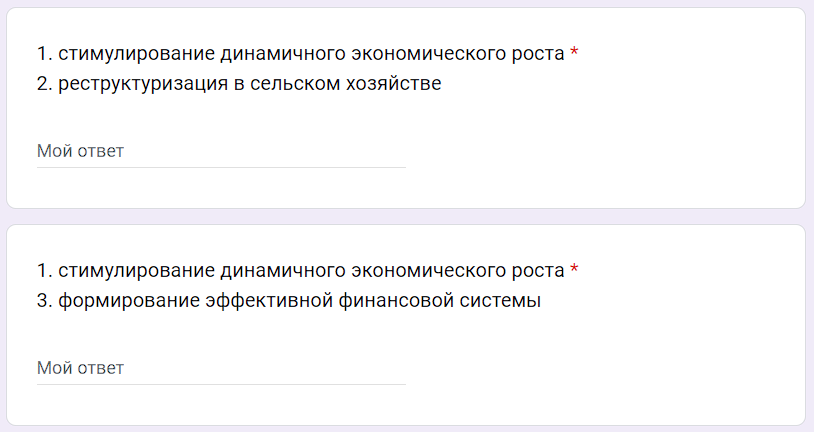 1. стимулирование динамичного экономического роста *
2. реструктуризация в сельском хозяйстве
Мой ответ
1. стимулирование динамичного экономического роста *
3. формирование эффективной финансовой системы
Мой ответ